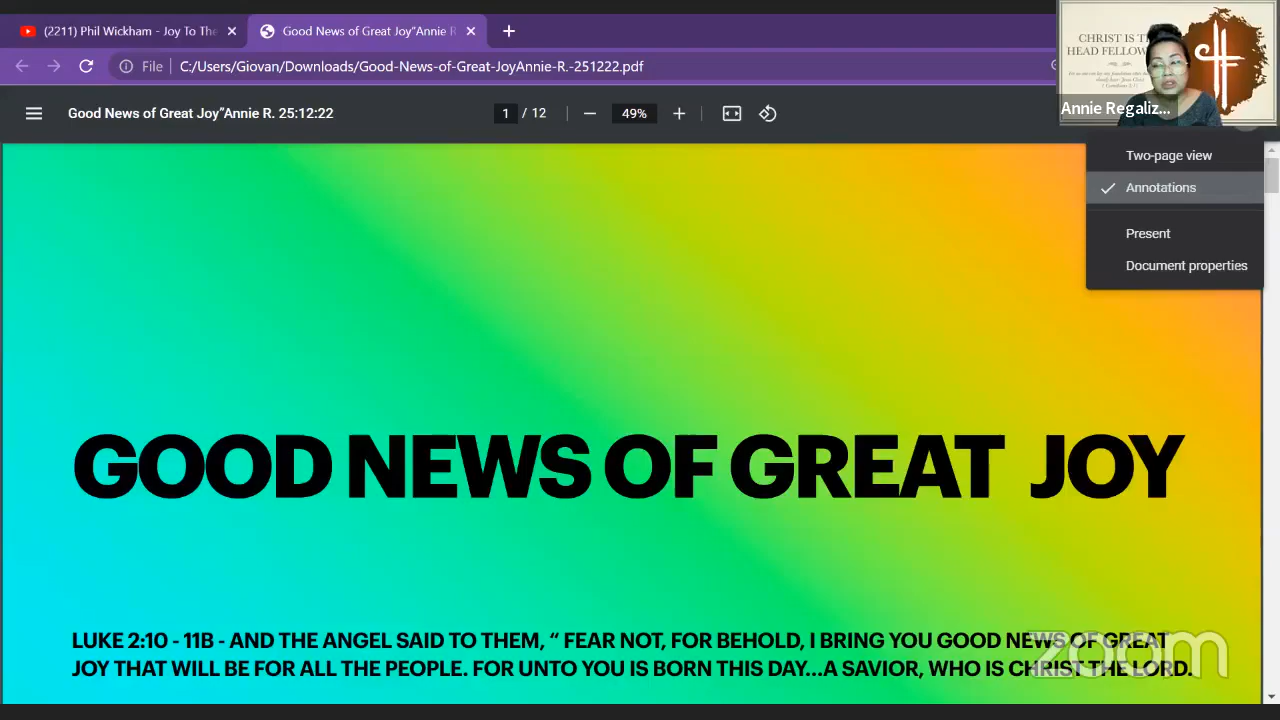 (2211) Phil Wickham - Joy To The
Good News of Great Joy"Annie R
File
C:/Users/Giovan/Downloads/Good-News-of-Great-JoyAnnie-R.-251222.pdf
Good News of Great Joy"Annie R. 25:12:22
1 / 12
49%
CHRIST IS THE
HEAD FELLOW
Annie Regaliz...
Two-page view
Annotations
Present
Document properties
GOOD NEWS OF GREAT JOY
LUKE 2:10 - 11B - AND THE ANGEL SAID TO THEM, “ FEAR NOT, FOR BEHOLD, I BRING YOU GOOD NEWS OF GREAT
JOY THAT WILL BE FOR ALL THE PEOPLE. FOR UNTO YOU IS BORN THIS DAY...A SAVIOR, WHO IS CHRIST THE LORD.
zoom